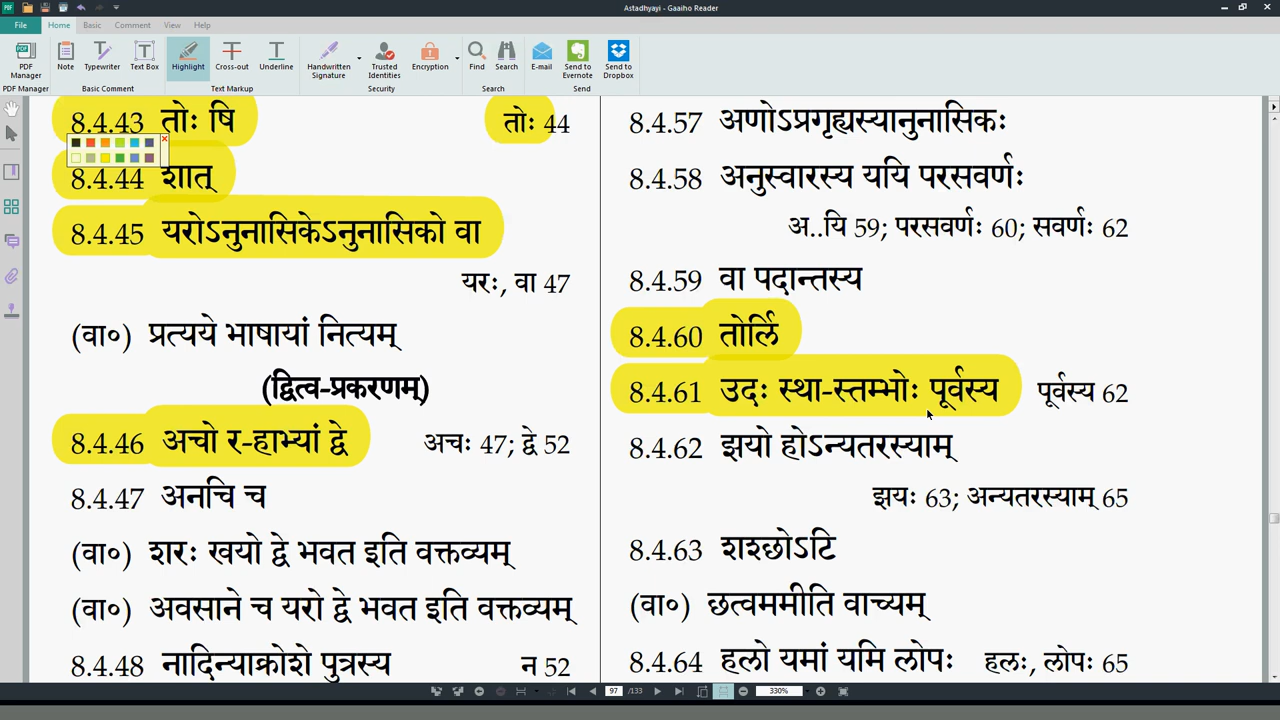 Astadhyayi - Gaaiho Reader
File Home Basic Comment View Help
PDF Manager
Note
Typewriter
Text Box
Highlight
Cross-out
Underline
Handwritten Signature
Trusted Identities
Encryption
Find
Search
E-mail
Send to Evernote
Send to Dropbox
PDF Manager Basic Comment Text Markup Security Search Send
8.4.43 तोः षि तोः 44
8.4.44 शात्
8.4.45 यरोऽनुनासिकेऽनुनासिको वा
यरः, वा 47
(वा०) प्रत्यये भाषायां नित्यम्
(द्वित्व-प्रकरणम्)
8.4.46 अचो र-हाभ्यां द्वे अचः 47; द्वे 52
8.4.47 अनचि च
(वा०) शरः खयो द्वे भवत इति वक्तव्यम्
(वा०) अवसाने च यरो द्वे भवत इति वक्तव्यम्
8.4.48 नादिन्याक्रोशे पुत्रस्य न 52
8.4.57 अणोऽप्रगृह्यस्यानुनासिकः
8.4.58 अनुस्वारस्य ययि परसवर्णः
अ..यि 59; परसवर्णः 60; सवर्णः 62
8.4.59 वा पदान्तस्य
8.4.60 तोर्लि
8.4.61 उदः स्था-स्तम्भोः पूर्वस्य पूर्वस्य 62
8.4.62 झयो होऽन्यतरस्याम्
झयः 63; अन्यतरस्याम् 65
8.4.63 शश्छोऽटि
(वा०) छत्वममीति वाच्यम्
8.4.64 हलो यमां यमि लोपः हलः, लोपः 65
97 /133 330%